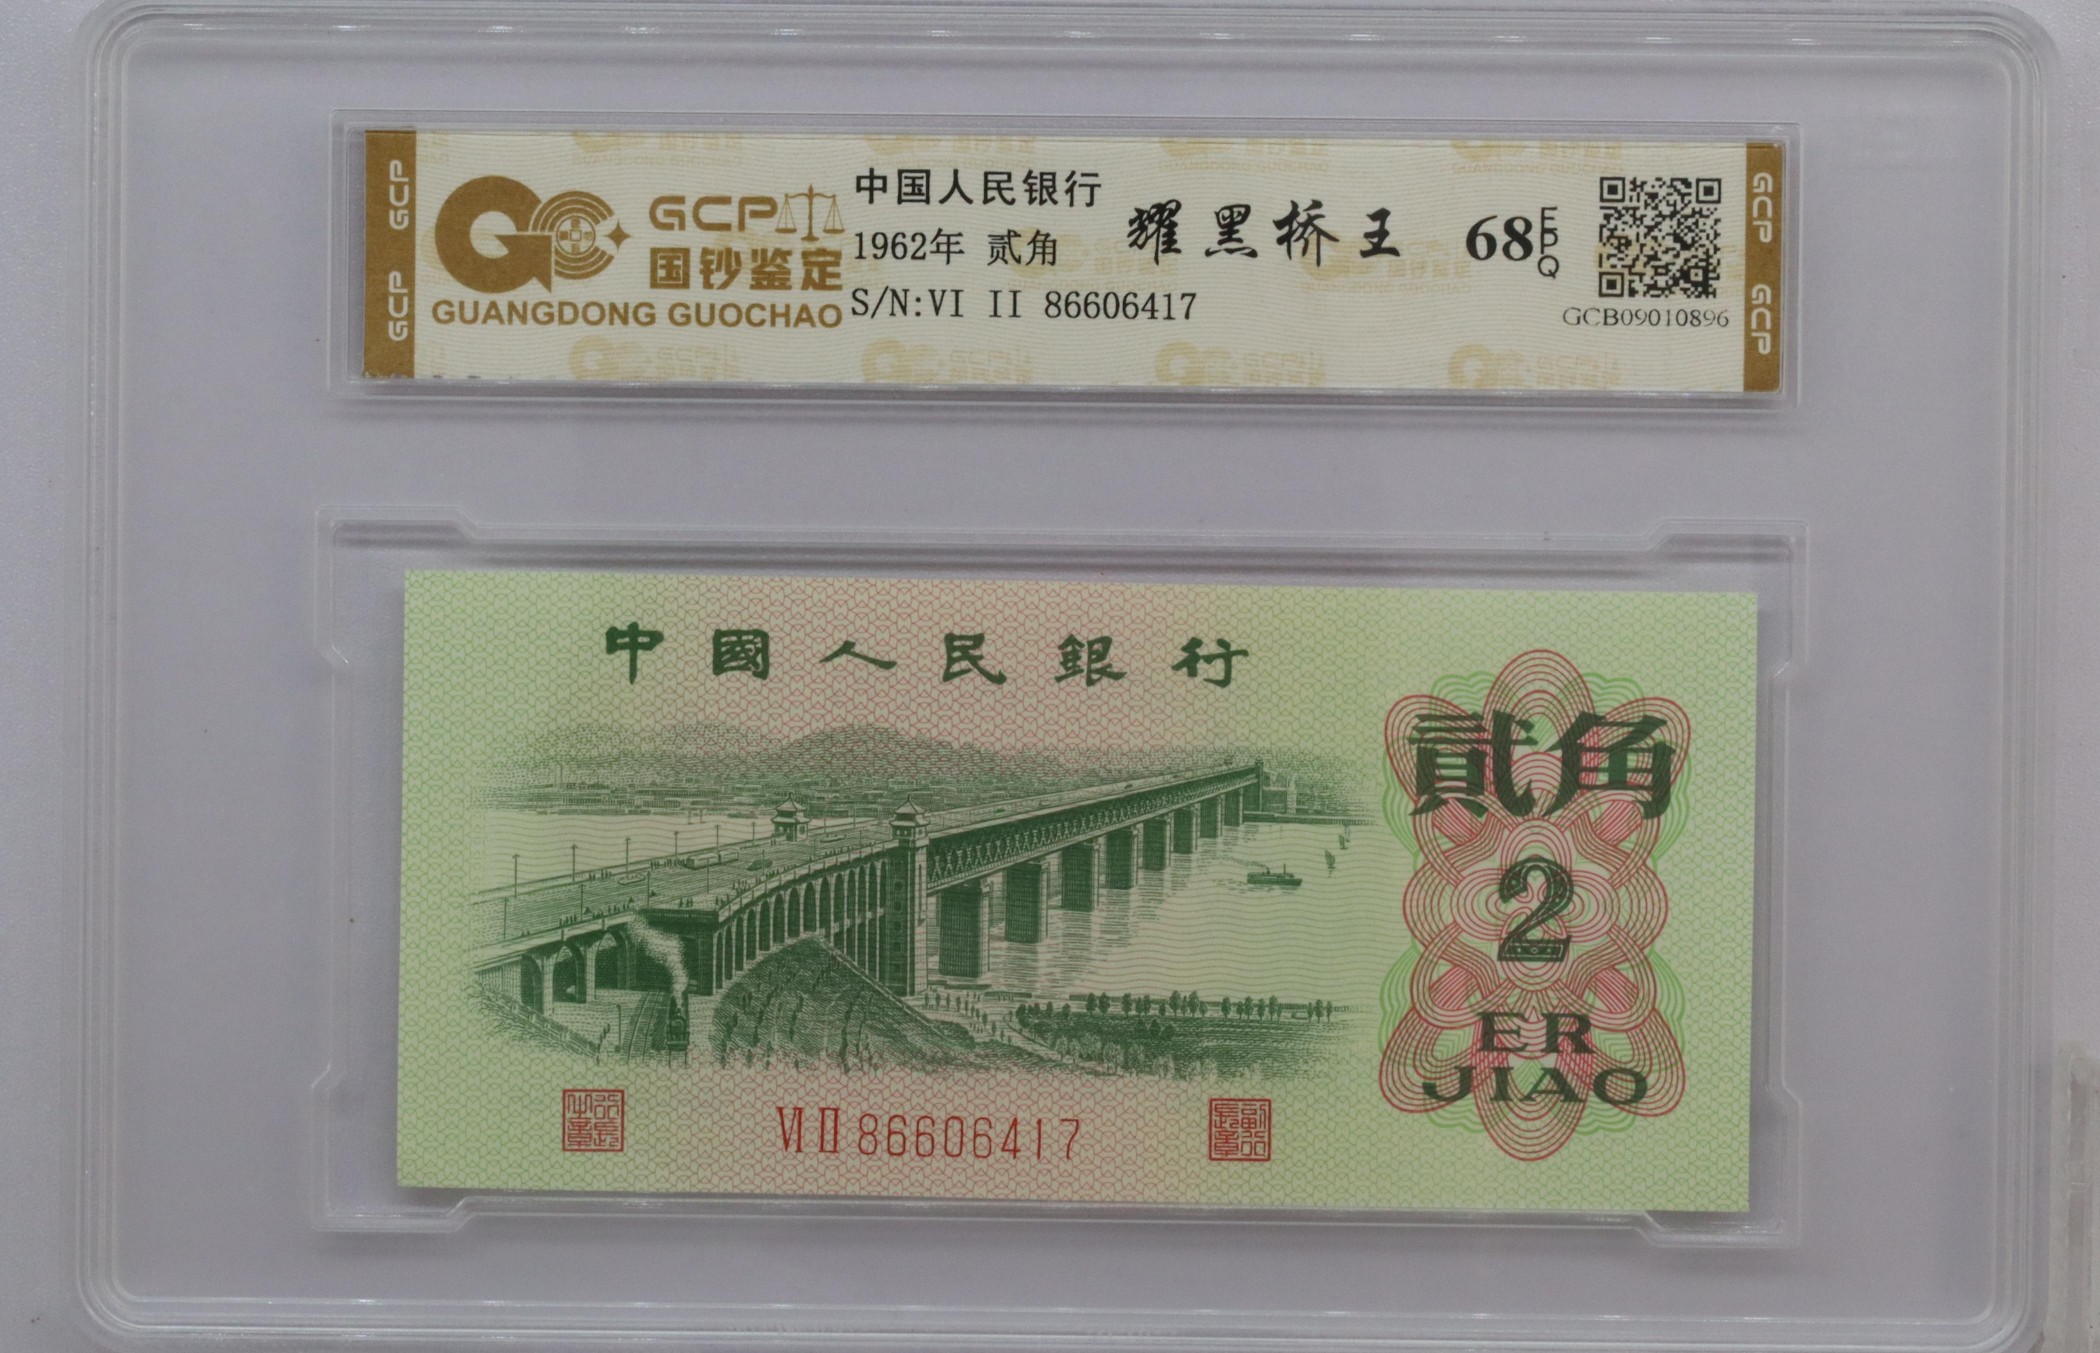 GCP
GCP
GCP
国钞鉴定
GUANGDONG GUOCHAO
中国人民银行
1962年 贰角
S/N:VI II 86606417
耀黑桥王
68 EPQ
GCB09010896
GCP
GCP
中國人民銀行
貳角
2
ER
JIAO
VI II 86606417